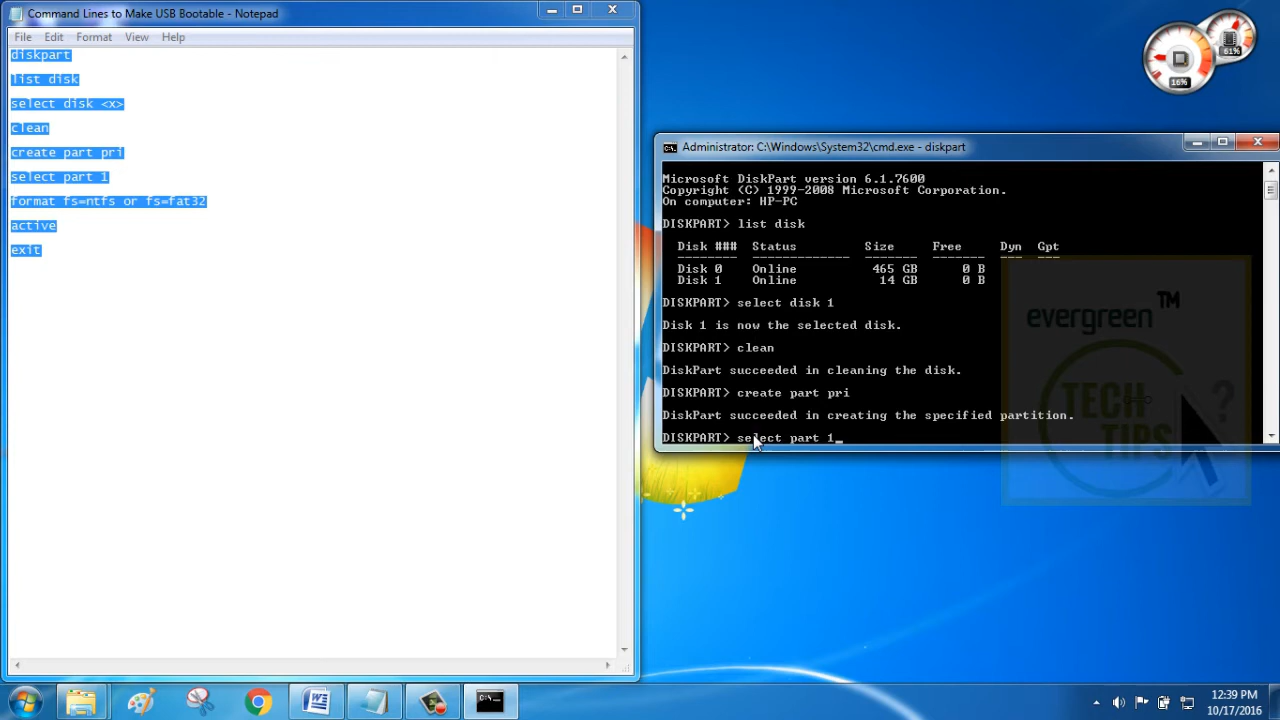 Command Lines to Make USB Bootable - Notepad
File Edit Format View Help
diskpart
list disk
select disk <x>
clean
create part pri
select part 1
format fs=ntfs or fs=fat32
active
exit
16%
61%
Administrator: C:\Windows\System32\cmd.exe - diskpart
Microsoft DiskPart version 6.1.7600
Copyright (C) 1999-2008 Microsoft Corporation.
On computer: HP-PC
DISKPART> list disk
Disk ### Status Size Free Dyn Gpt
-------- ------------- ------- ------- --- ---
Disk 0 Online 465 GB 0 B
Disk 1 Online 14 GB 0 B
DISKPART> select disk 1
Disk 1 is now the selected disk.
DISKPART> clean
DiskPart succeeded in cleaning the disk.
DISKPART> create part pri
DiskPart succeeded in creating the specified partition.
DISKPART> select part 1_
evergreen™
TECH
TIPS
?
12:39 PM
10/17/2016